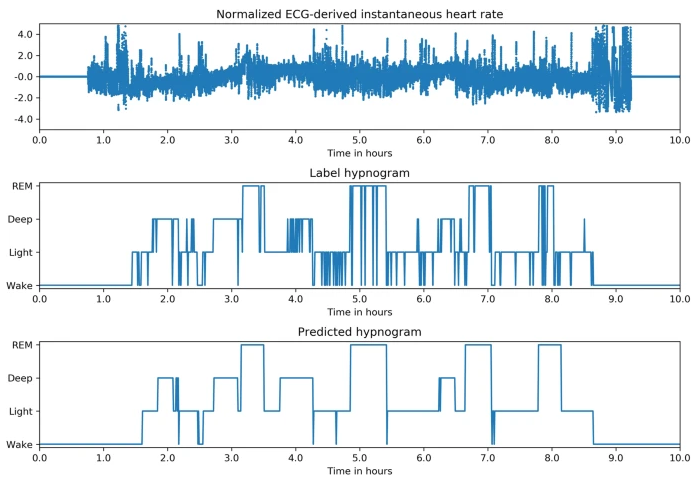 Normalized ECG-derived instantaneous heart rate
4.0
2.0
-0.0
-2.0
-4.0
0.0 1.0 2.0 3.0 4.0 5.0 6.0 7.0 8.0 9.0 10.0
Time in hours
Label hypnogram
REM
Deep
Light
Wake
0.0 1.0 2.0 3.0 4.0 5.0 6.0 7.0 8.0 9.0 10.0
Time in hours
Predicted hypnogram
REM
Deep
Light
Wake
0.0 1.0 2.0 3.0 4.0 5.0 6.0 7.0 8.0 9.0 10.0
Time in hours